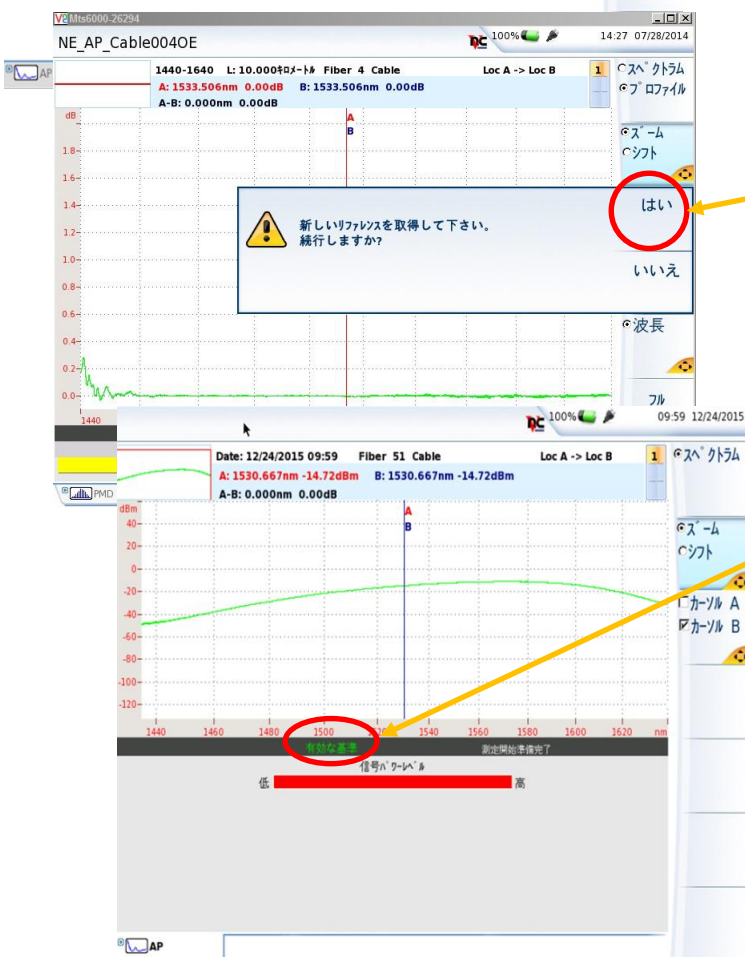 Mts6000-26294
NE_AP_Cable004OE
100%
14:27 07/28/2014
AP
1440-1640 L: 10.000キロメートル Fiber 4 Cable Loc A -> Loc B
A: 1533.506nm 0.00dB B: 1533.506nm 0.00dB
A-B: 0.000nm 0.00dB
1
スペクトラム
プロファイル
dB
A
B
ズーム
シフト
1.8
1.6
1.4
1.2
1.0
0.8
0.6
0.4
0.2
0.0
新しいリファレンスを取得して下さい。
続行しますか?
はい
いいえ
波長
フル
1440
PMD
100%
09:59 12/24/2015
Date: 12/24/2015 09:59 Fiber 51 Cable Loc A -> Loc B
A: 1530.667nm -14.72dBm B: 1530.667nm -14.72dBm
A-B: 0.000nm 0.00dB
1
スペクトラム
dBm
A
B
ズーム
シフト
カーソル A
カーソル B
40
20
0
-20
-40
-60
-80
-100
-120
1440 1460 1480 1500 1520 1540 1560 1580 1600 1620 nm
有効な基準 測定開始準備完了
信号パワーレベル
低 高
AP